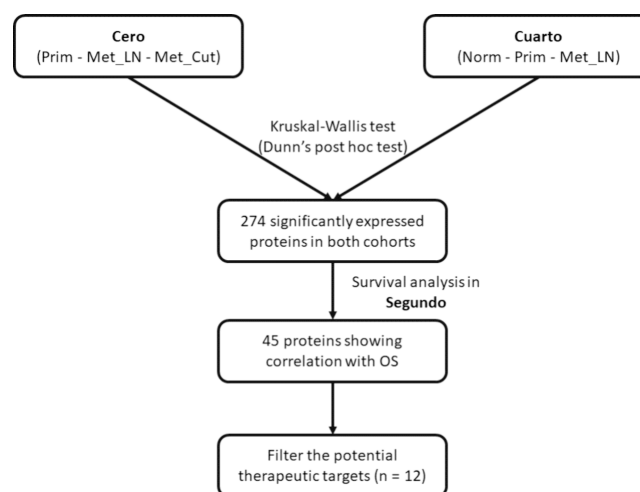 Cero
(Prim - Met_LN - Met_Cut)
Cuarto
(Norm - Prim - Met_LN)
Kruskal-Wallis test
(Dunn's post hoc test)
274 significantly expressed
proteins in both cohorts
Survival analysis in
Segundo
45 proteins showing
correlation with OS
Filter the potential
therapeutic targets (n = 12)